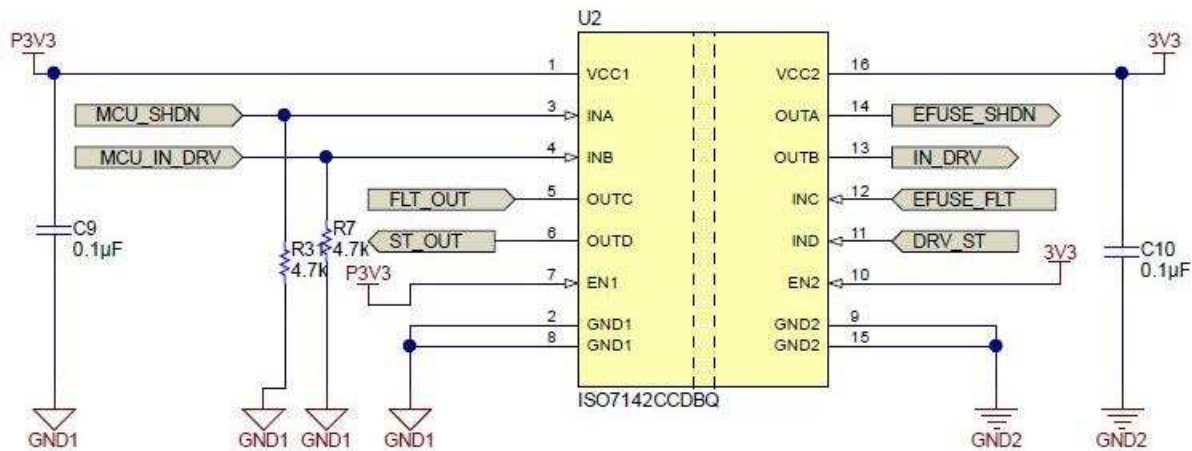 U2
P3V3
3V3
1
VCC1
VCC2
16
MCU_SHDN
3
INA
OUTA
14
EFUSE_SHDN
MCU_IN_DRV
4
INB
OUTB
13
IN_DRV
FLT_OUT
5
OUTC
INC
12
EFUSE_FLT
C9
0.1µF
R31
4.7k
R7
4.7k
ST_OUT
6
OUTD
IND
11
DRV_ST
C10
0.1µF
P3V3
7
EN1
EN2
10
3V3
2
GND1
GND2
9
8
GND1
GND2
15
ISO7142CCDBQ
GND1
GND1
GND1
GND1
GND2
GND2